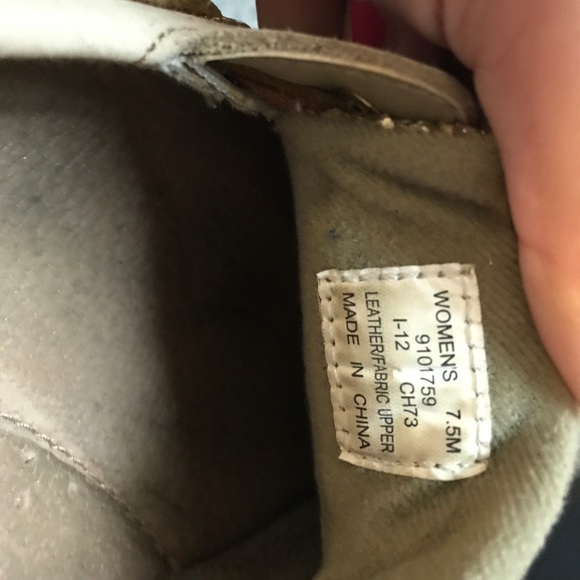 WOMEN'S 7.5M
9101759
I-12 CH73
LEATHER/FABRIC UPPER
MADE IN CHINA